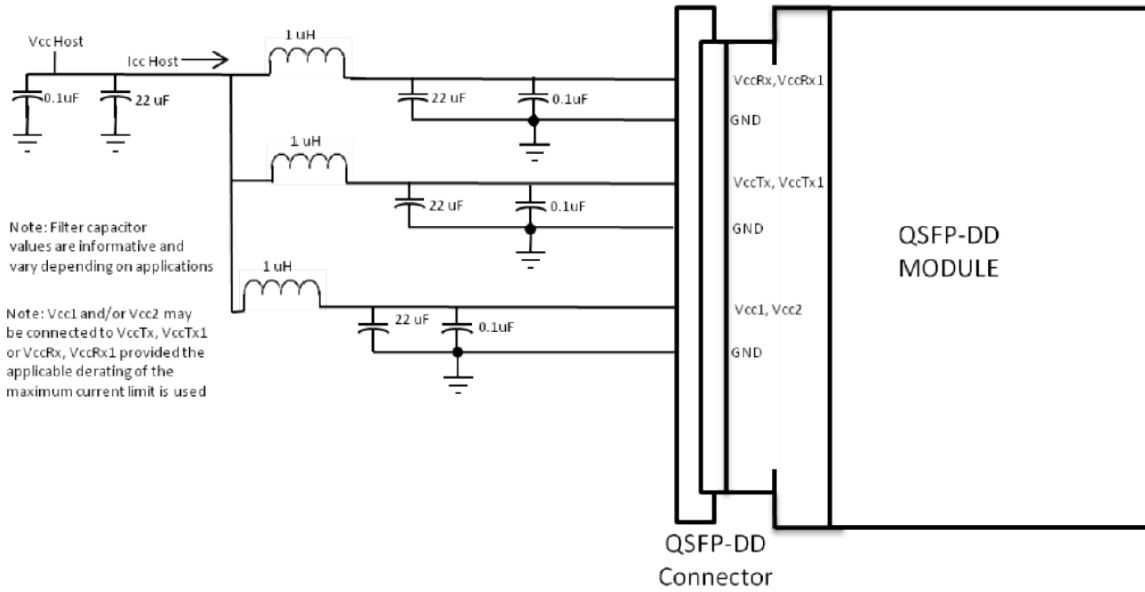 Vcc Host
Icc Host
1 uH
0.1uF
22 uF
22 uF
0.1uF
VccRx, VccRx1
GND
1 uH
22 uF
0.1uF
VccTx, VccTx1
GND
Note: Filter capacitor
values are informative and
vary depending on applications
1 uH
22 uF
0.1uF
Vcc1, Vcc2
GND
Note: Vcc1 and/or Vcc2 may
be connected to VccTx, VccTx1
or VccRx, VccRx1 provided the
applicable derating of the
maximum current limit is used
QSFP-DD
MODULE
QSFP-DD
Connector